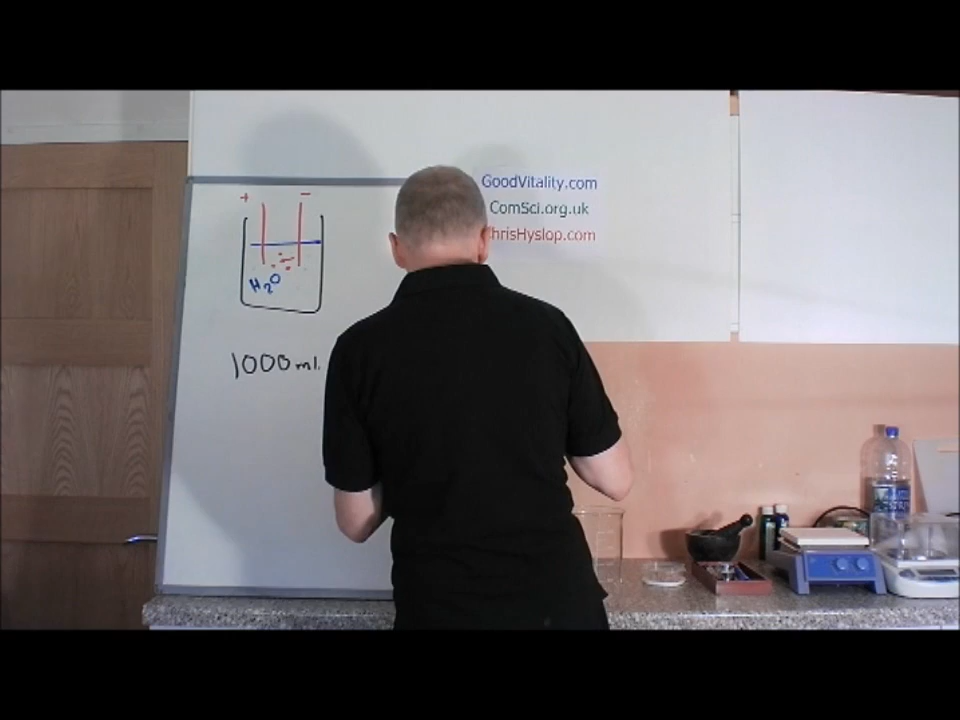 GoodVitality.com
ComSci.org.uk
hrisHyslop.com
+ −
H2O
1000ml.